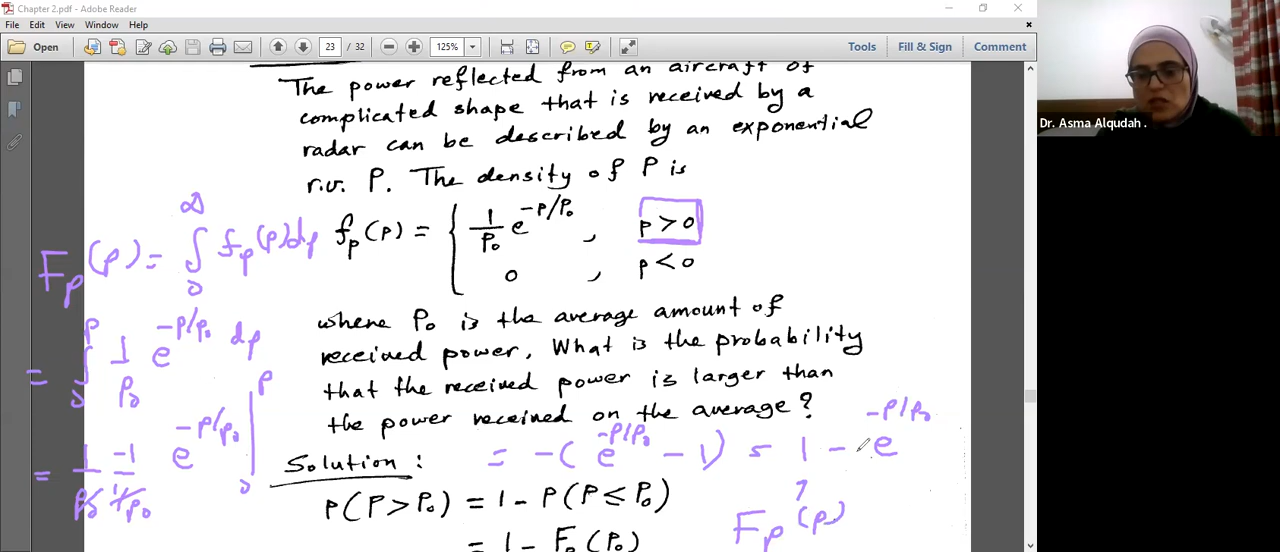 Chapter 2.pdf - Adobe Reader
File Edit View Window Help
Open 23 / 32 125% Tools Fill & Sign Comment
The power reflected from an aircraft of
complicated shape that is received by a
radar can be described by an exponential
r.v. P. The density of P is
f_p(p) = { 1/P₀ e^{-p/P₀} , p > 0
0 , p < 0
where P₀ is the average amount of
received power. What is the probability
that the received power is larger than
the power received on the average?
Solution:
P(P > P₀) = 1 - P(P ≤ P₀)
= 1 - F_p(P₀)
F_p(p) = ∫₀^∞ f_p(p) dp
= ∫₀^p 1/P₀ e^{-p/p₀} dp
= 1/p₀ -1/(1/p₀) e^{-p/p₀} |₀^p
= -(e^{-p/p₀} - 1) = 1 - e^{-p/p₀}
F_p(p)
Dr. Asma Alqudah .